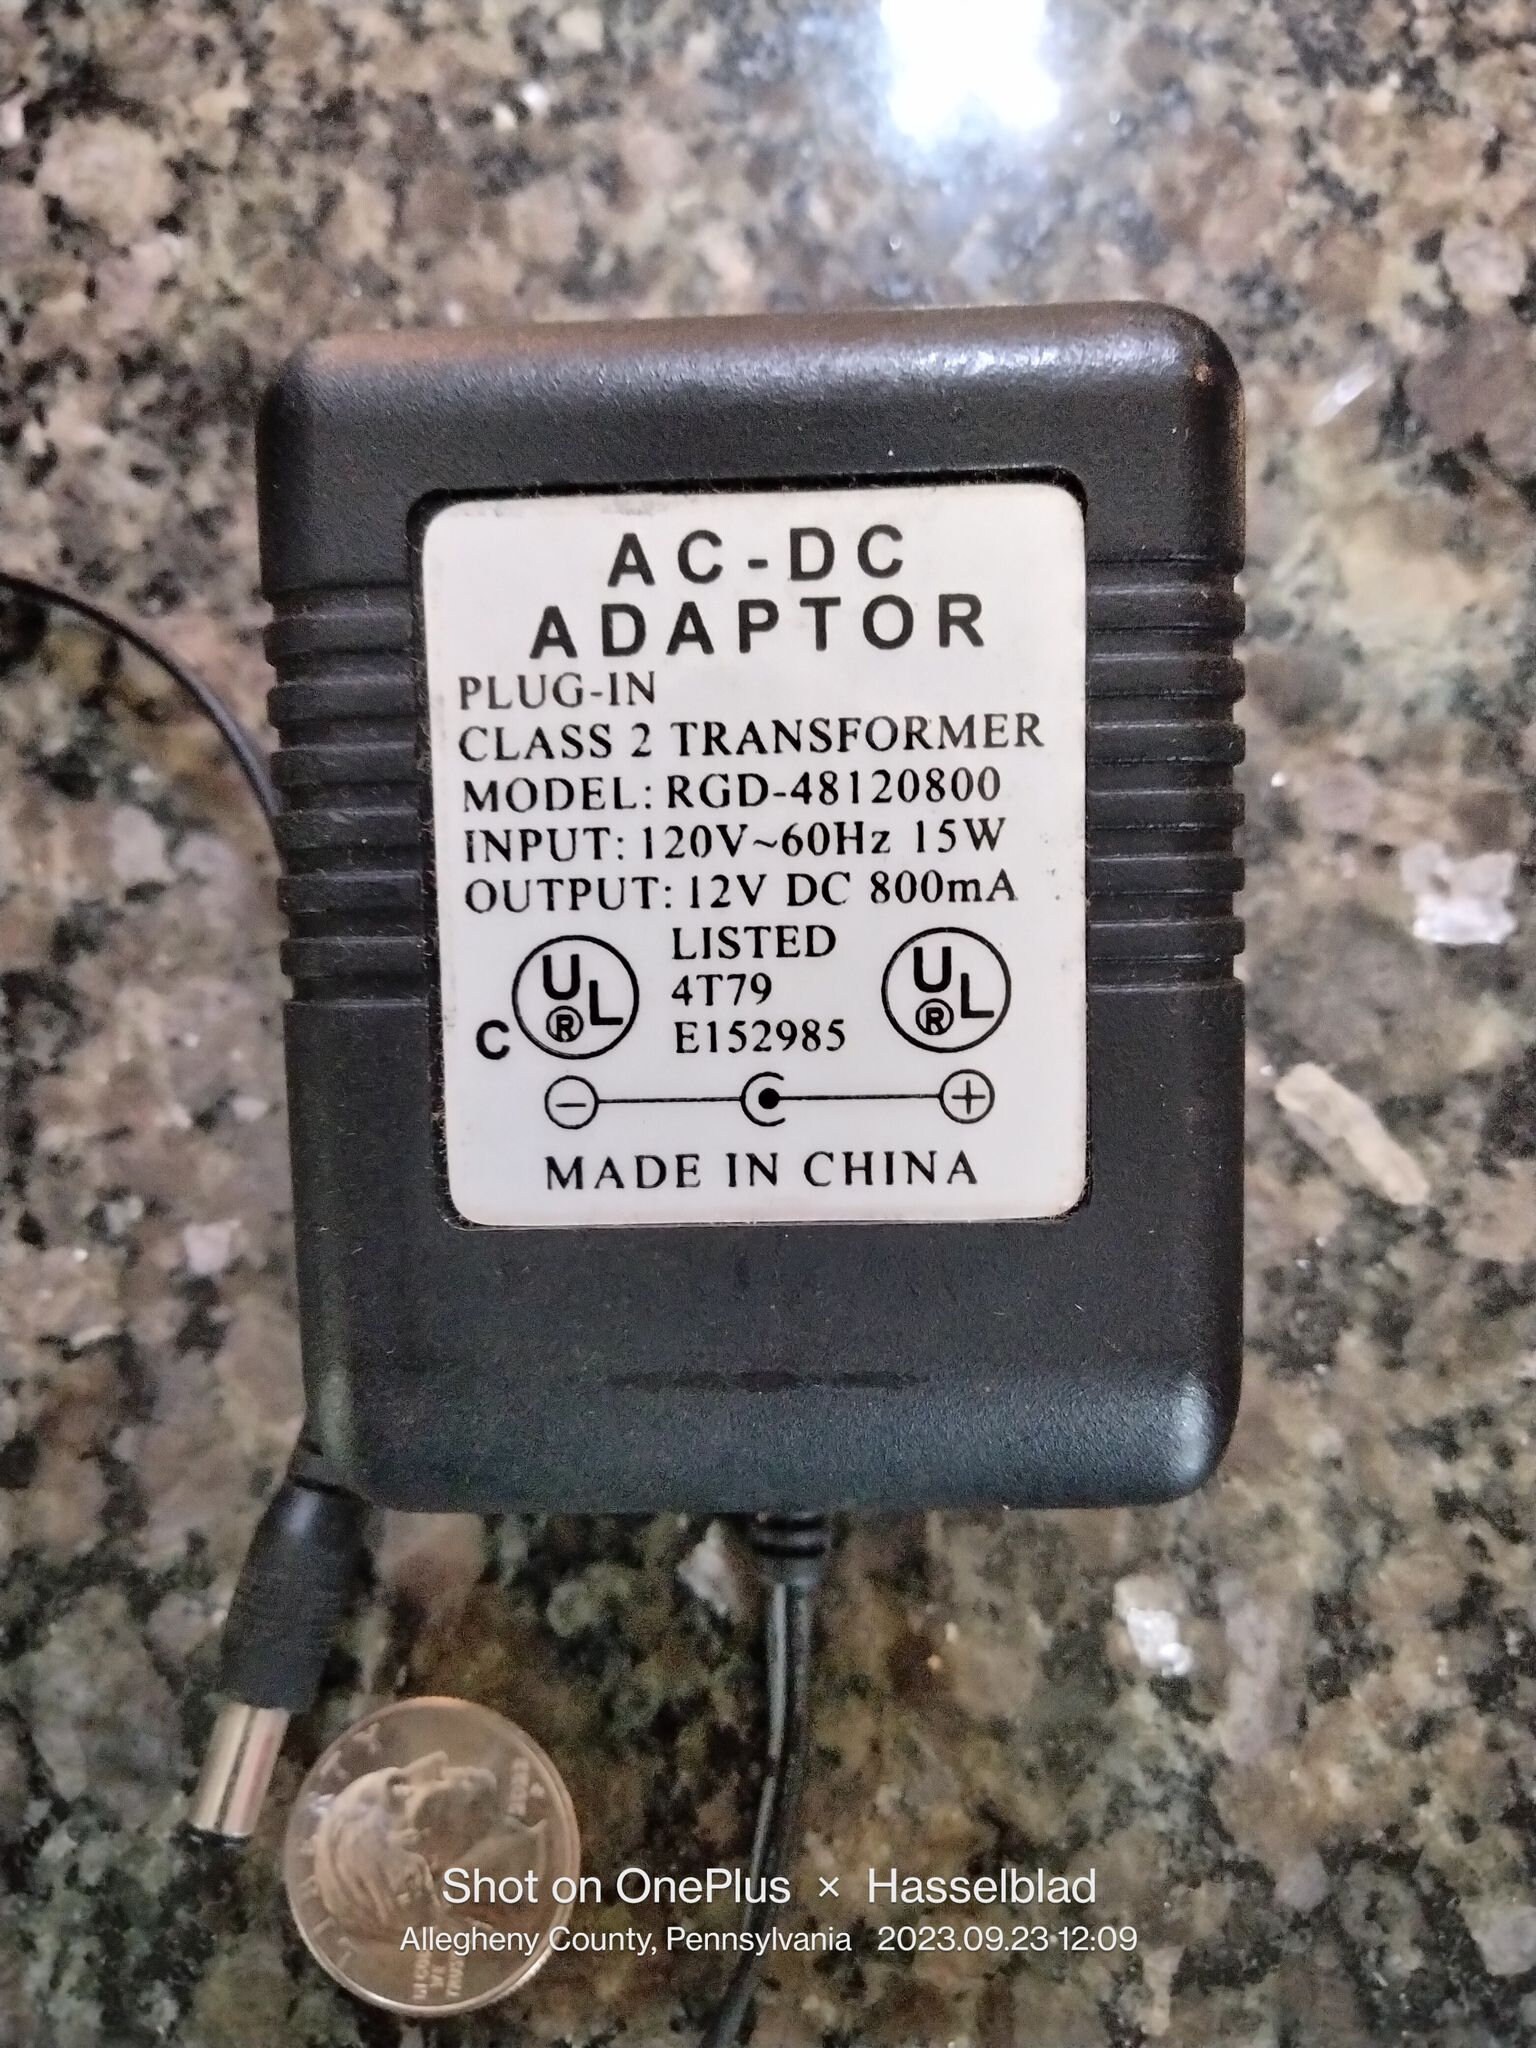 AC-DC
ADAPTOR
PLUG-IN
CLASS 2 TRANSFORMER
MODEL: RGD-48120800
INPUT: 120V~60Hz 15W
OUTPUT: 12V DC 800mA
C UL® LISTED UL®
4T79
E152985
− +
MADE IN CHINA
Shot on OnePlus × Hasselblad
Allegheny County, Pennsylvania 2023.09.23 12:09